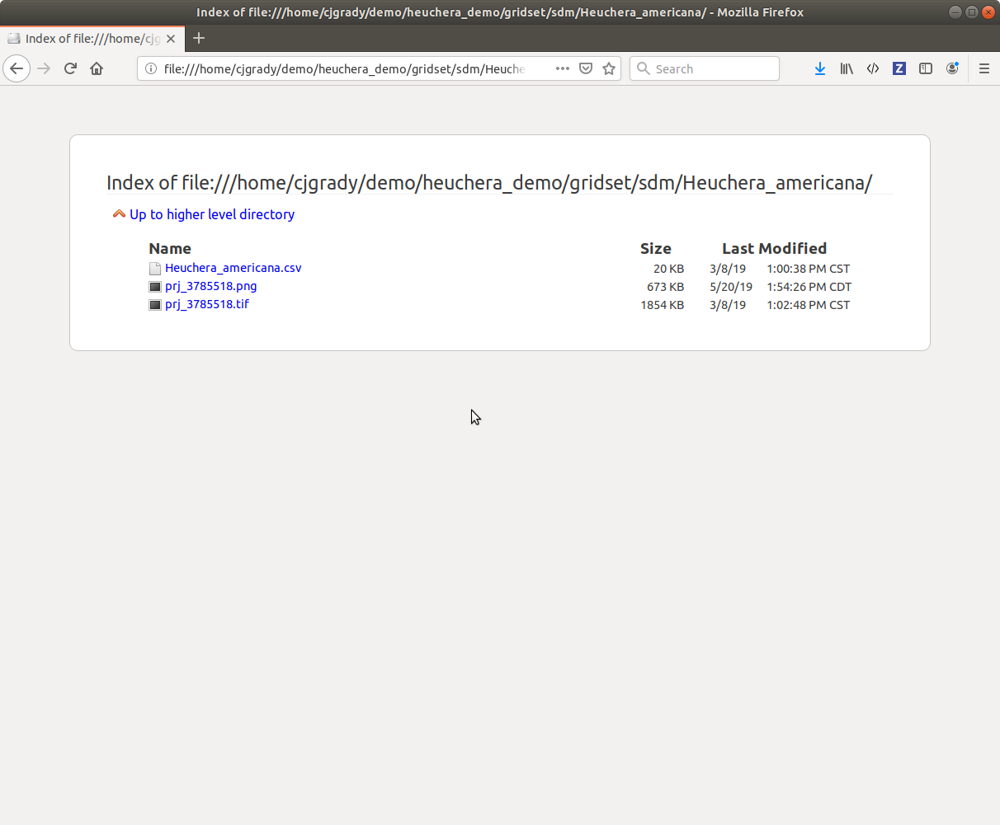 Index of file:///home/cjgrady/demo/heuchera_demo/gridset/sdm/Heuchera_americana/ - Mozilla Firefox
Index of file:///home/cjg
file:///home/cjgrady/demo/heuchera_demo/gridset/sdm/Heuche
Search
Z
Index of file:///home/cjgrady/demo/heuchera_demo/gridset/sdm/Heuchera_americana/
Up to higher level directory
Name Size Last Modified
Heuchera_americana.csv 20 KB 3/8/19 1:00:38 PM CST
prj_3785518.png 673 KB 5/20/19 1:54:26 PM CDT
prj_3785518.tif 1854 KB 3/8/19 1:02:48 PM CST